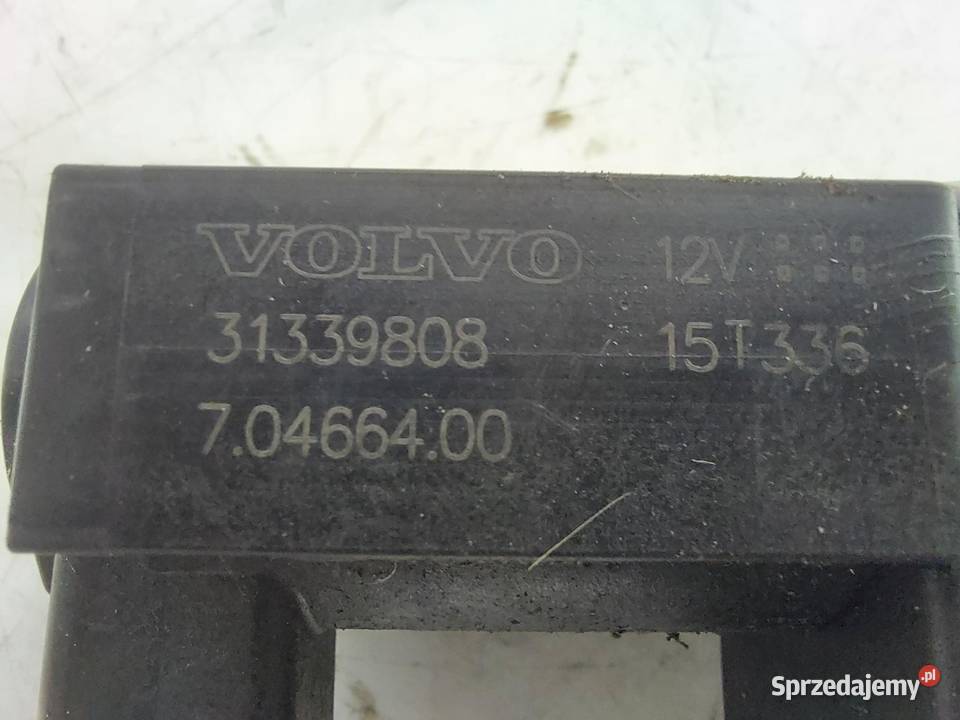 VOLVO 12V
31339808 15T336
7.04664.00
Sprzedajemy.pl